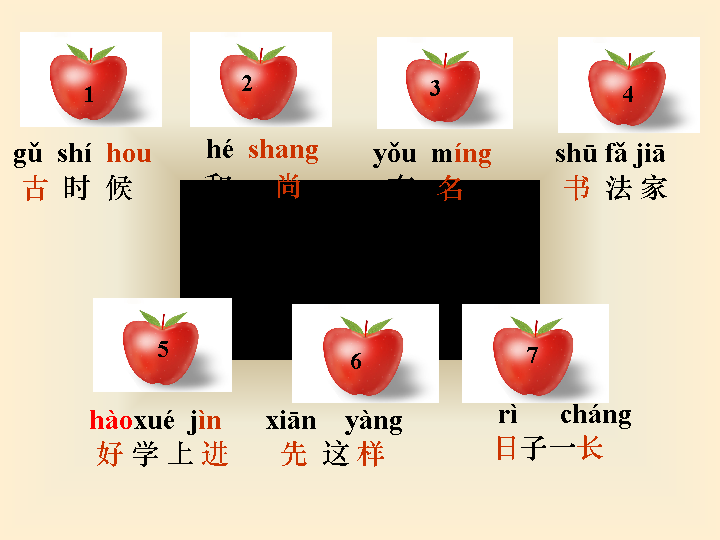 1 2 3 4
gǔ shí hou hé shang yǒu míng shū fǎ jiā
古 时 候 尚 名 书 法 家
5 6 7
hàoxué jìn xiān yàng rì cháng
好 学 上 进 先 这 样 日子一长